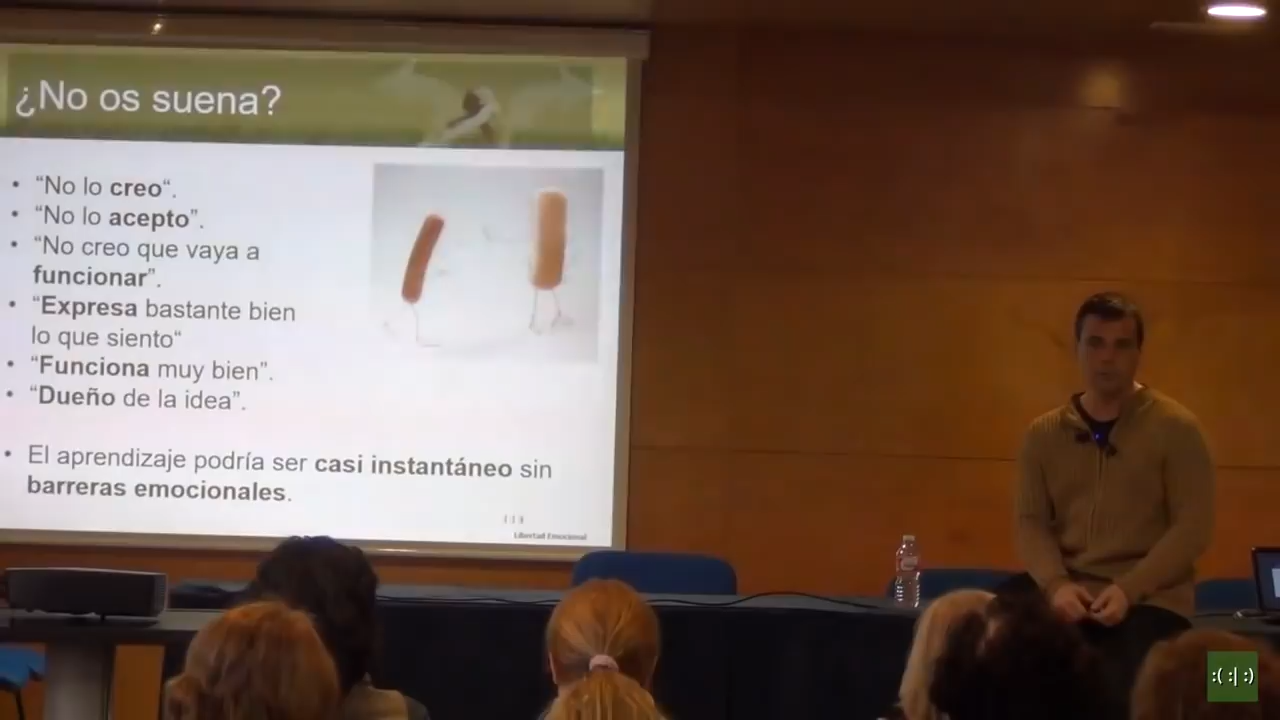 ¿No os suena?
• “No lo creo“.
• “No lo acepto”.
• “No creo que vaya a
funcionar”.
• “Expresa bastante bien
lo que siento“
• “Funciona muy bien”.
• “Dueño de la idea”.
• El aprendizaje podría ser casi instantáneo sin
barreras emocionales.
Libertad Emocional
:( :| :)